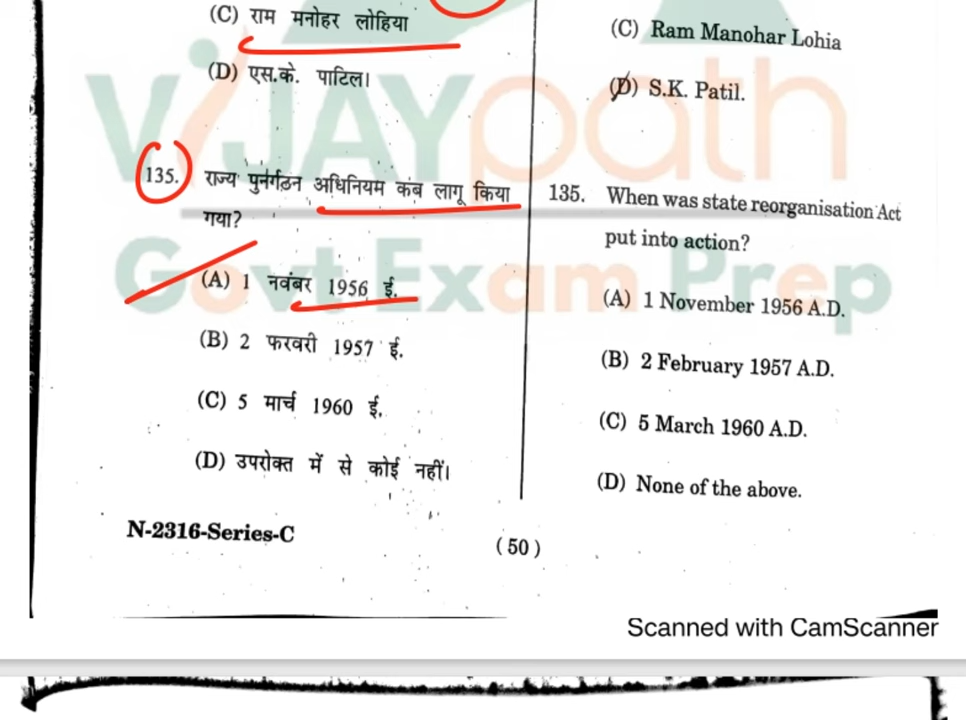 (C) राम मनोहर लोहिया
(D) एस.के. पाटिल।
135. राज्य पुनर्गठन अधिनियम कब लागू किया
गया?
(A) 1 नवंबर 1956 ई.
(B) 2 फरवरी 1957 ई.
(C) 5 मार्च 1960 ई.
(D) उपरोक्त में से कोई नहीं।
(C) Ram Manohar Lohia
(D) S.K. Patil.
135. When was state reorganisation Act
put into action?
(A) 1 November 1956 A.D.
(B) 2 February 1957 A.D.
(C) 5 March 1960 A.D.
(D) None of the above.
N-2316-Series-C
(50)
Scanned with CamScanner
VIJAYpath
Govt Exam Prep